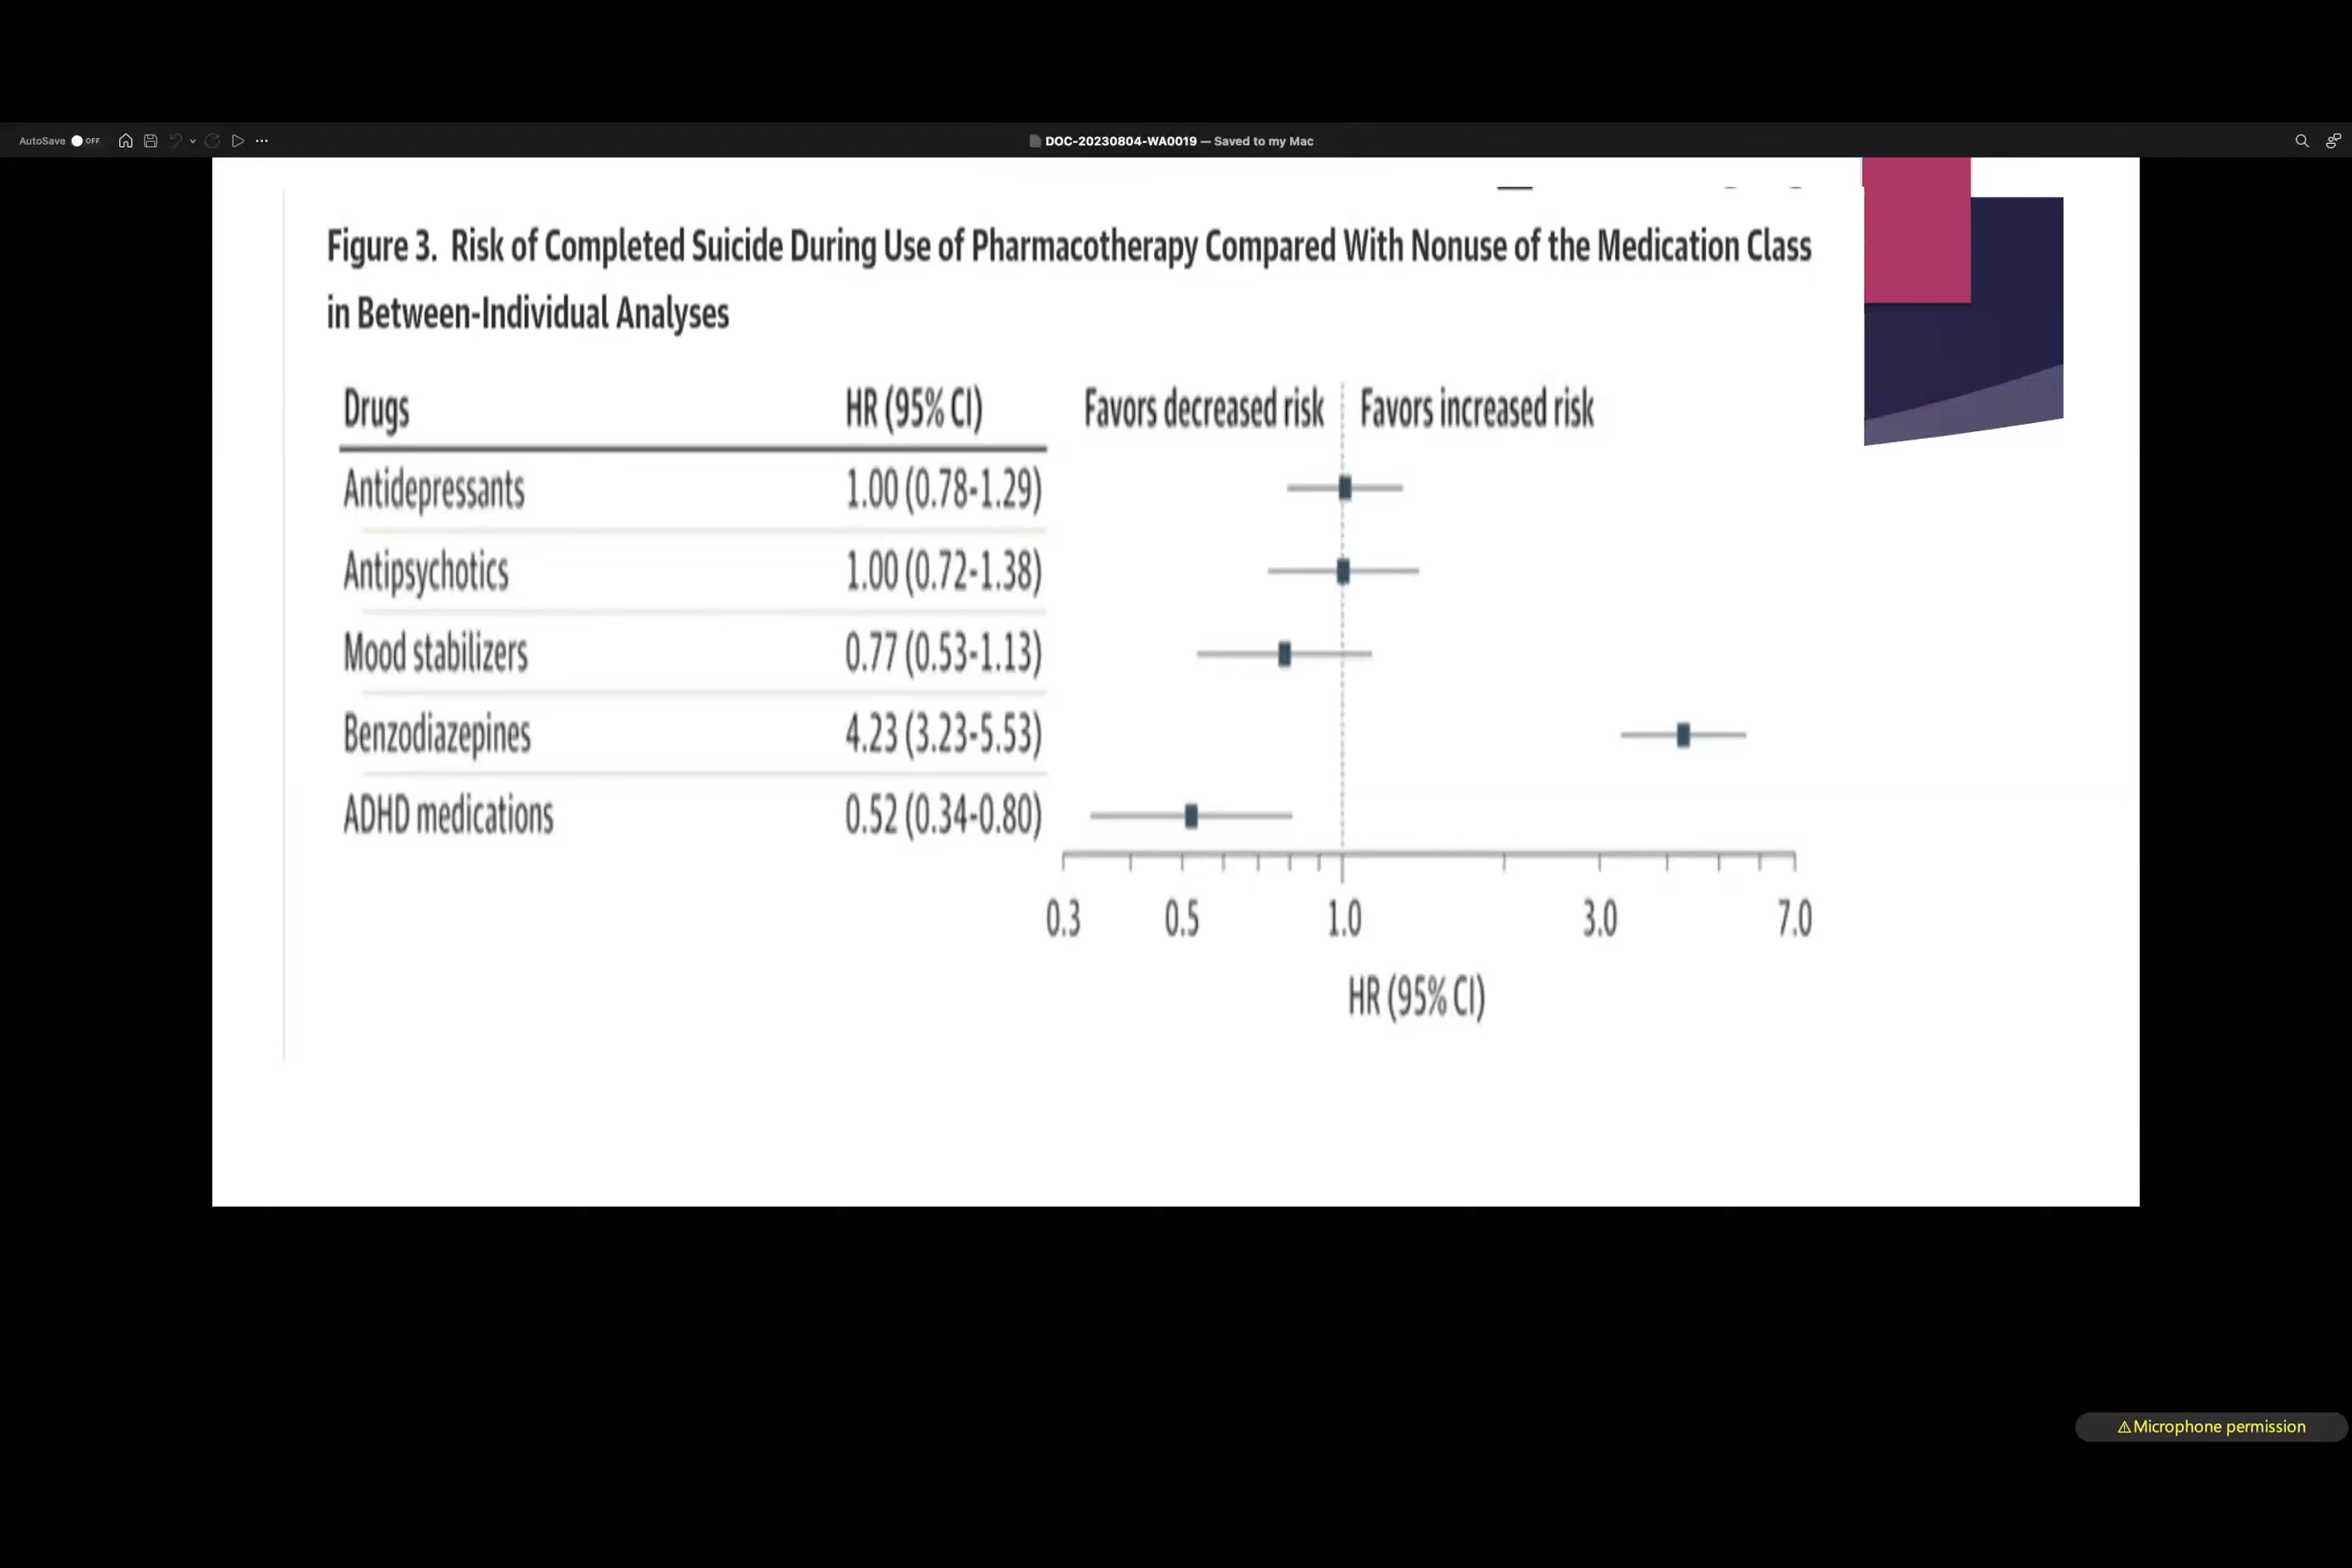 AutoSave OFF
DOC-20230804-WA0019 — Saved to my Mac
Figure 3. Risk of Completed Suicide During Use of Pharmacotherapy Compared With Nonuse of the Medication Class
in Between-Individual Analyses
Drugs HR (95% CI) Favors decreased risk Favors increased risk
Antidepressants 1.00 (0.78-1.29)
Antipsychotics 1.00 (0.72-1.38)
Mood stabilizers 0.77 (0.53-1.13)
Benzodiazepines 4.23 (3.23-5.53)
ADHD medications 0.52 (0.34-0.80)
0.3 0.5 1.0 3.0 7.0
HR (95% CI)
⚠Microphone permission